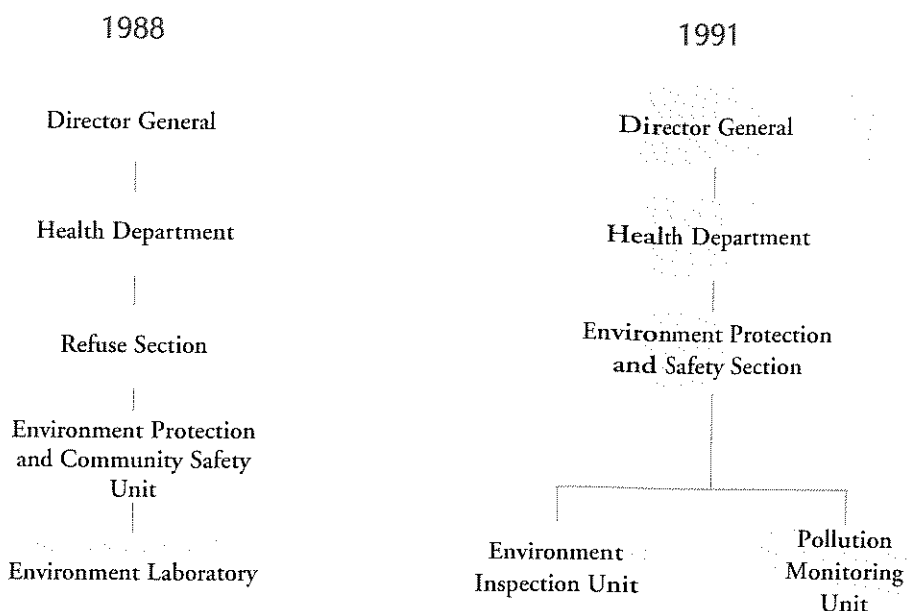 1988
Director General
Health Department
Refuse Section
Environment Protection
and Community Safety
Unit
Environment Laboratory
1991
Director General
Health Department
Environment Protection
and Safety Section
Environment
Inspection Unit
Pollution
Monitoring
Unit